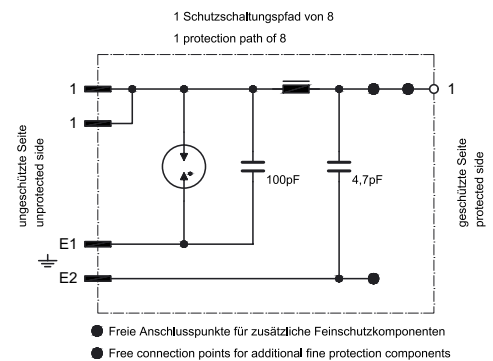 1 Schutzschaltungspfad von 8
1 protection path of 8
1
1
1
100pF
4,7pF
E1
E2
ungeschützte Seite
unprotected side
geschützte Seite
protected side
Freie Anschlusspunkte für zusätzliche Feinschutzkomponenten
Free connection points for additional fine protection components